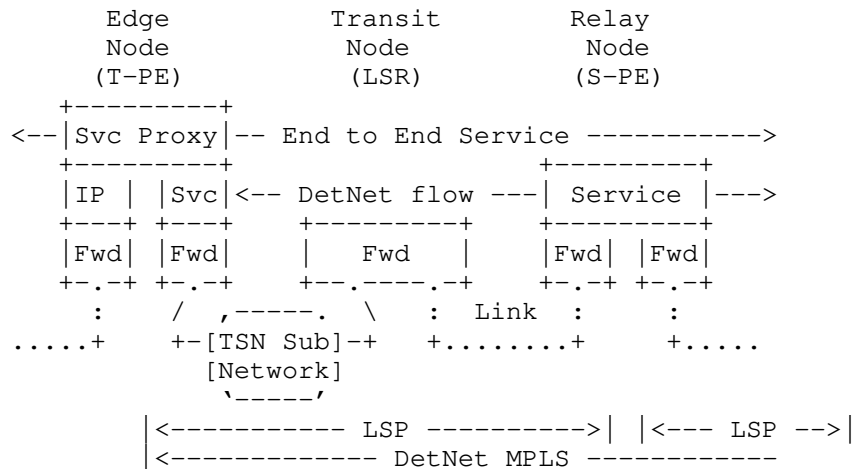 Edge             Transit          Relay
      Node              Node             Node
     (T-PE)             (LSR)           (S-PE)
   +---------+
<--|Svc Proxy|-- End to End Service ----------->
   +---------+                     +---------+
   |IP |  |Svc|<-- DetNet flow ---| Service |--->
   +---+ +---+     +---------+    +---------+
   |Fwd|  |Fwd|    |   Fwd   |    |Fwd|  |Fwd|
   +-.-+ +-.-+     +--.----.-+    +-.-+ +-.-+
     :     /  ,-----.  \   :  Link  :     :
.....+    +-[TSN Sub]-+   +........+     +.....
            [Network]
             `-----'
        |<----------- LSP ---------->| |<--- LSP -->|
        |<------------- DetNet MPLS ------------